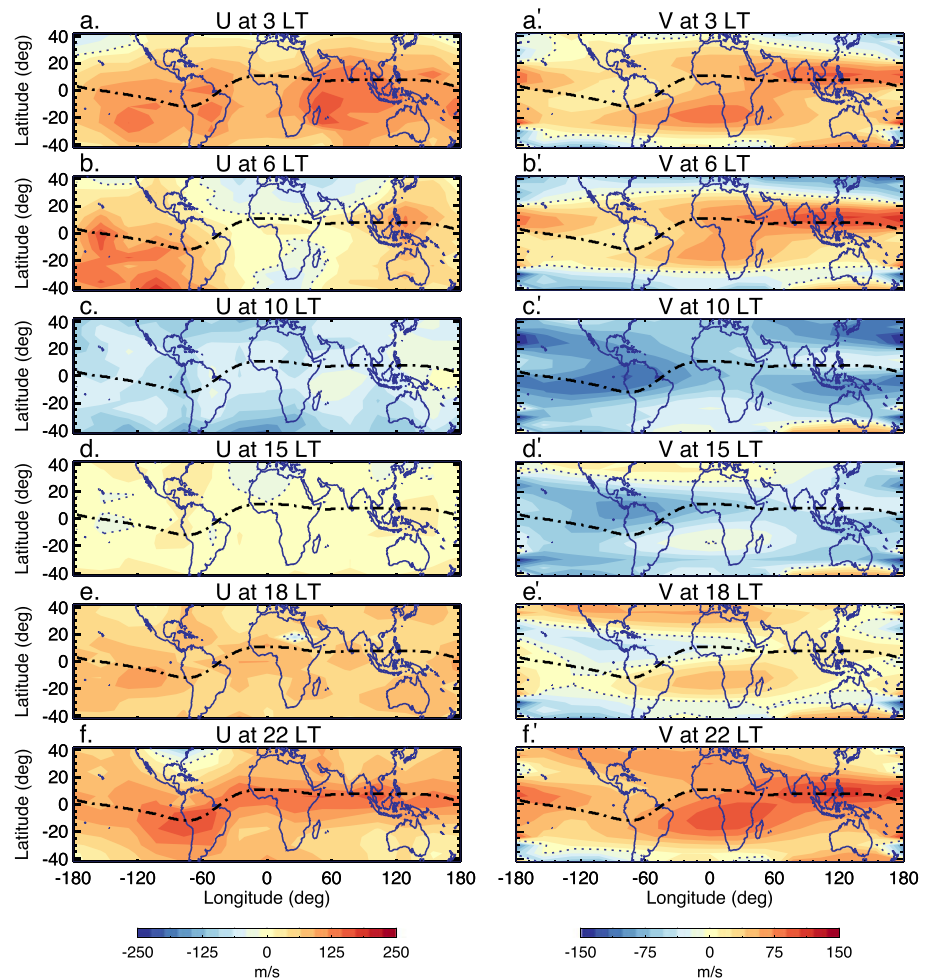 a. U at 3 LT a.' V at 3 LT
Latitude (deg) 40 20 0 -20 -40
b. U at 6 LT b.' V at 6 LT
Latitude (deg) 40 20 0 -20 -40
c. U at 10 LT c.' V at 10 LT
Latitude (deg) 40 20 0 -20 -40
d. U at 15 LT d.' V at 15 LT
Latitude (deg) 40 20 0 -20 -40
e. U at 18 LT e.' V at 18 LT
Latitude (deg) 40 20 0 -20 -40
f. U at 22 LT f.' V at 22 LT
Latitude (deg) 40 20 0 -20 -40
-180 -120 -60 0 60 120 180 -180 -120 -60 0 60 120 180
Longitude (deg) Longitude (deg)
-250 -125 0 125 250 -150 -75 0 75 150
m/s m/s